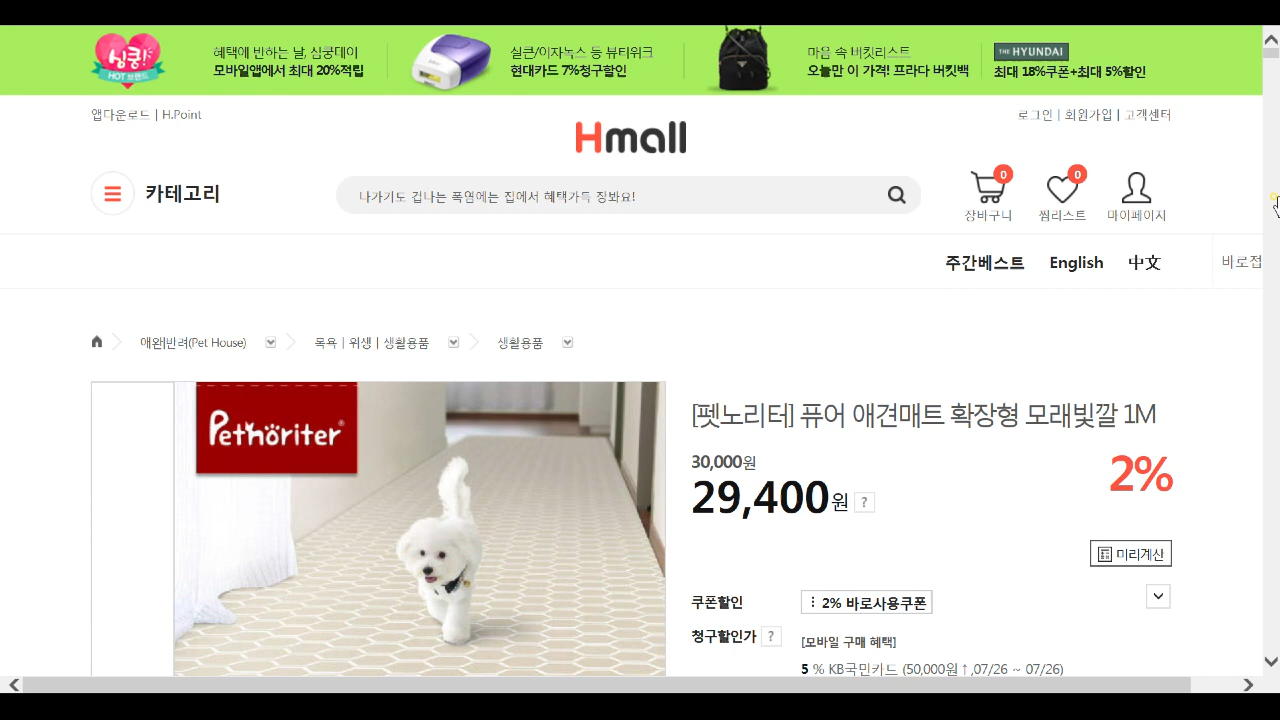 심쿵!
HOT 브랜드
혜택에 반하는 날, 심쿵데이
모바일앱에서 최대 20%적립
실큰/이자녹스 등 뷰티위크
현대카드 7%청구할인
마음 속 버킷리스트
오늘만 이 가격! 프라다 버킷백
THE HYUNDAI
최대 18%쿠폰+최대 5%할인
앱다운로드 | H.Point
로그인 | 회원가입 | 고객센터
Hmall
카테고리
나가기도 겁나는 폭염에는 집에서 혜택가득 장봐요!
0
0
장바구니
찜리스트
마이페이지
주간베스트
English
中文
바로접
애완|반려(Pet House)
목욕 | 위생 | 생활용품
생활용품
Pethoriter
[펫노리터] 퓨어 애견매트 확장형 모래빛깔 1M
30,000원
2%
29,400원 ?
미리계산
쿠폰할인
2% 바로사용쿠폰
청구할인가 ?
[모바일 구매 혜택]
5 % KB국민카드 (50,000원↑,07/26 ~ 07/26)